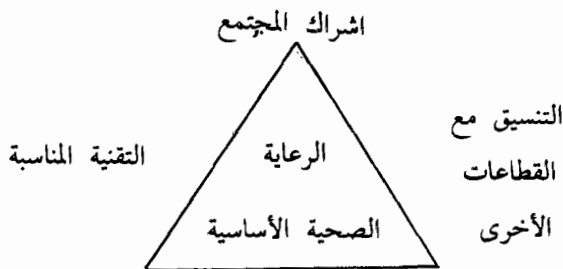 اشراك المجتمع
التنسيق مع
القطاعات
الأخرى
الرعاية
الصحية الأساسية
التقنية المناسبة